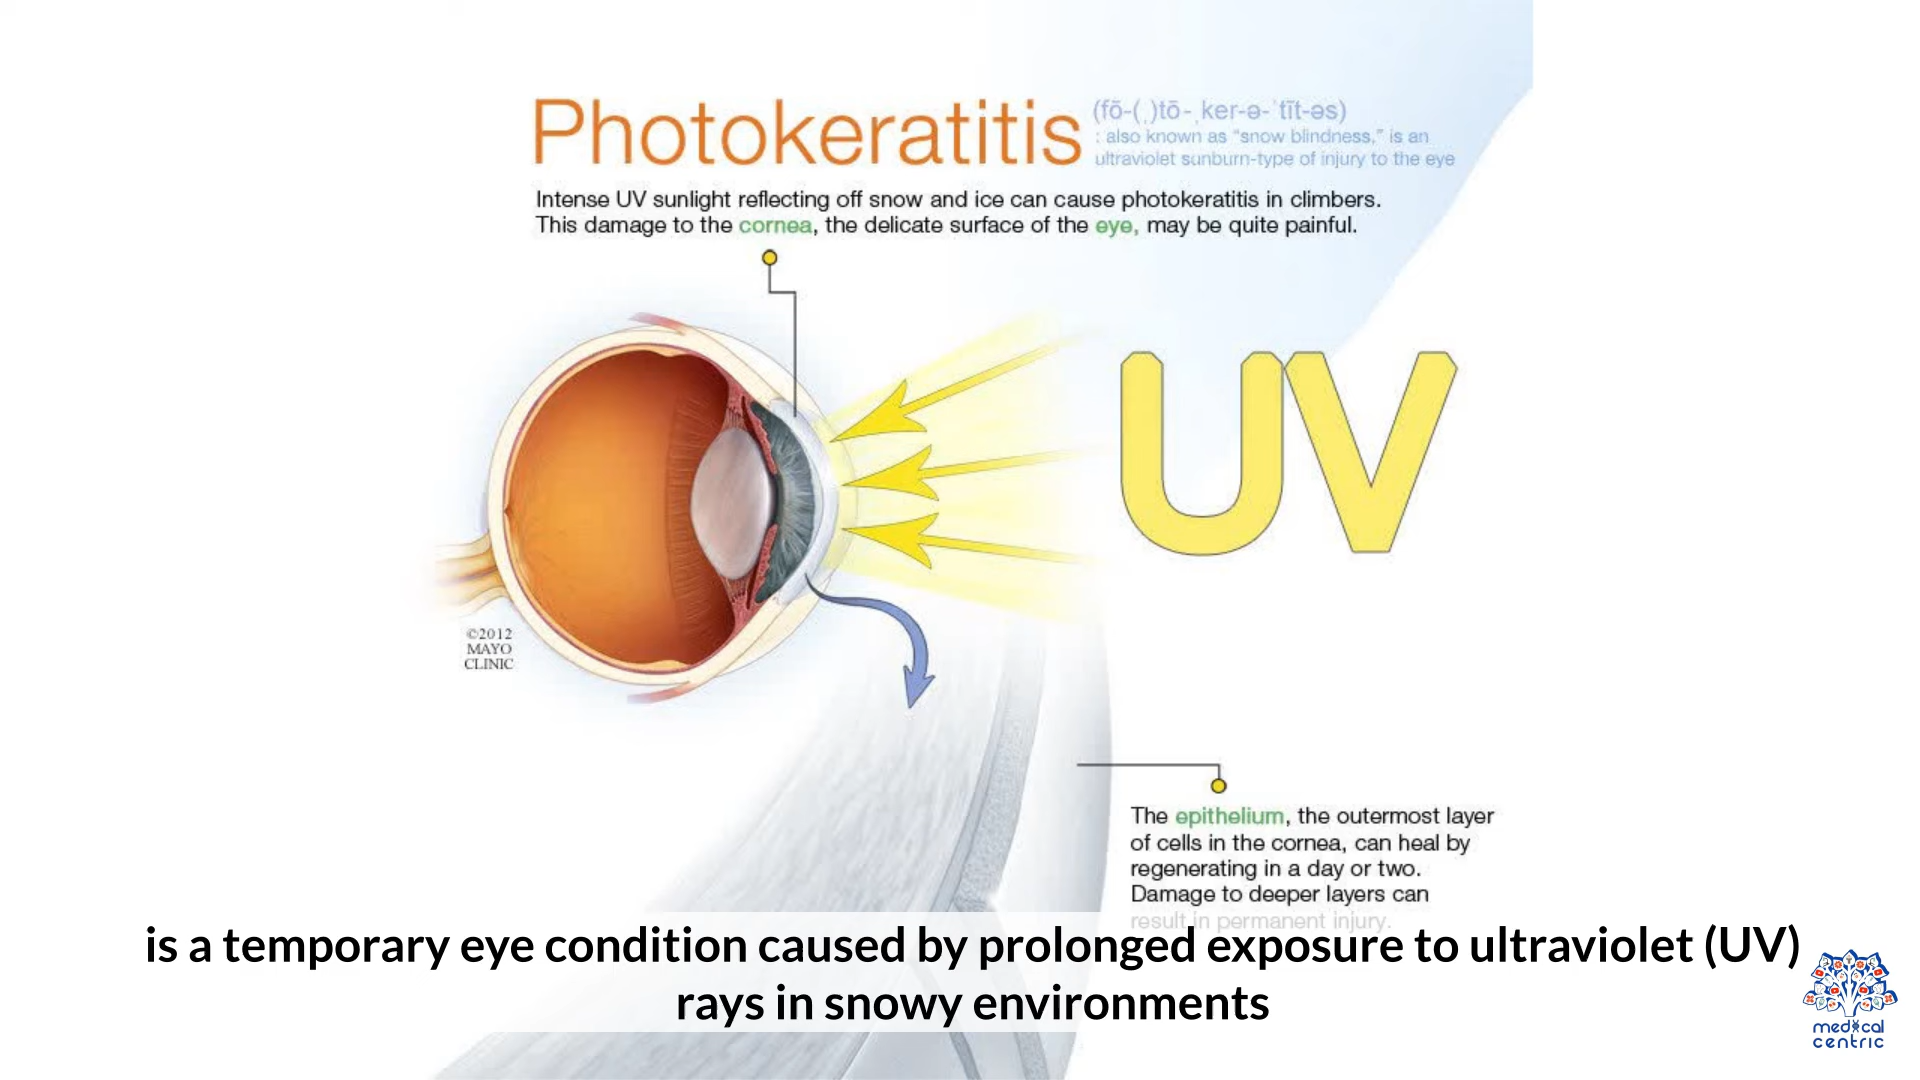 Photokeratitis
(fō-( ̩)tō- ̩ker-ə-ˈtīt-əs)
: also known as “snow blindness,” is an
ultraviolet sunburn-type of injury to the eye
Intense UV sunlight reflecting off snow and ice can cause photokeratitis in climbers.
This damage to the cornea, the delicate surface of the eye, may be quite painful.
UV
©2012
MAYO
CLINIC
The epithelium, the outermost layer
of cells in the cornea, can heal by
regenerating in a day or two.
Damage to deeper layers can
result in permanent injury.
is a temporary eye condition caused by prolonged exposure to ultraviolet (UV)
rays in snowy environments
medical
centric